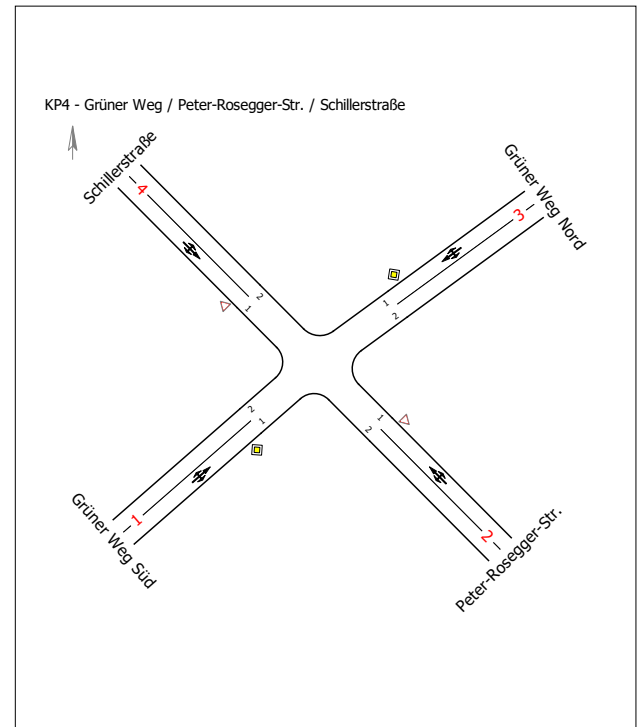 KP4 - Grüner Weg / Peter-Rosegger-Str. / Schillerstraße
Schillerstraße
4
2
1
Grüner Weg Nord
3
1
2
2
1
1
Grüner Weg Süd
1
2
2
Peter-Rosegger-Str.